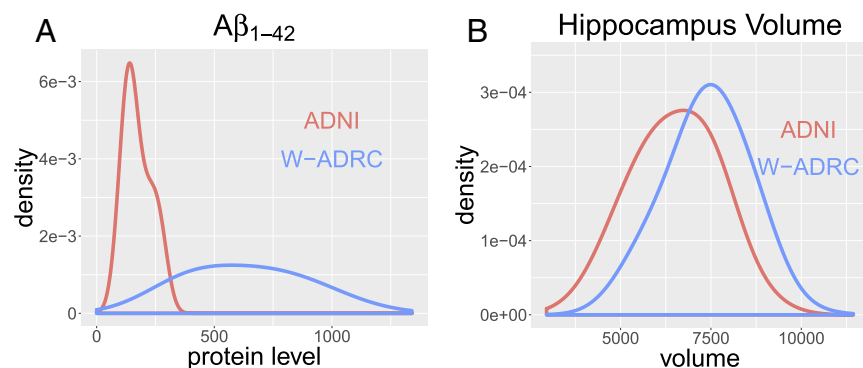 A
Aβ1–42
6e−3
4e−3
2e−3
0
density
ADNI
W−ADRC
0
500
1000
protein level
B
Hippocampus Volume
3e−04
2e−04
1e−04
0e+00
density
ADNI
W−ADRC
5000
7500
10000
volume